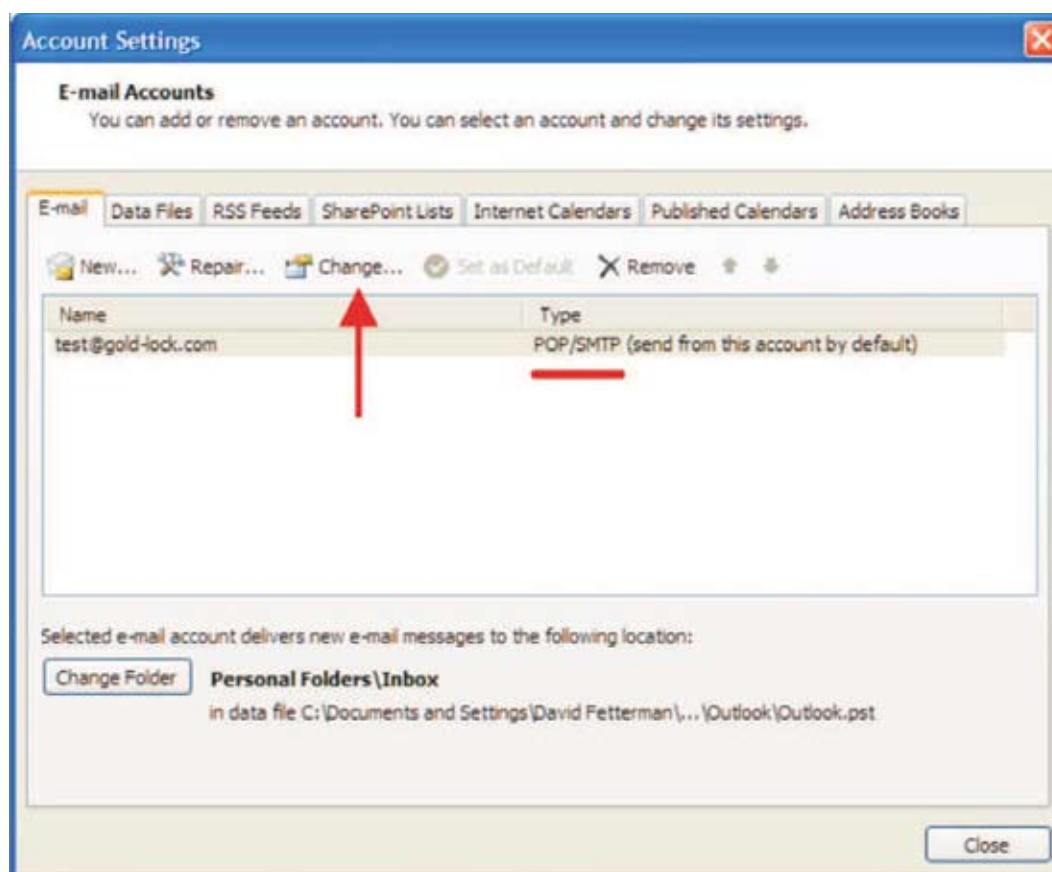 Account Settings
E-mail Accounts
You can add or remove an account. You can select an account and change its settings.
E-mail Data Files RSS Feeds SharePoint Lists Internet Calendars Published Calendars Address Books
New... Repair... Change... Set as Default Remove
Name Type
test@gold-lock.com POP/SMTP (send from this account by default)
Selected e-mail account delivers new e-mail messages to the following location:
Change Folder Personal Folders\Inbox
in data file C:\Documents and Settings\David Fetterman\...\Outlook\Outlook.pst
Close